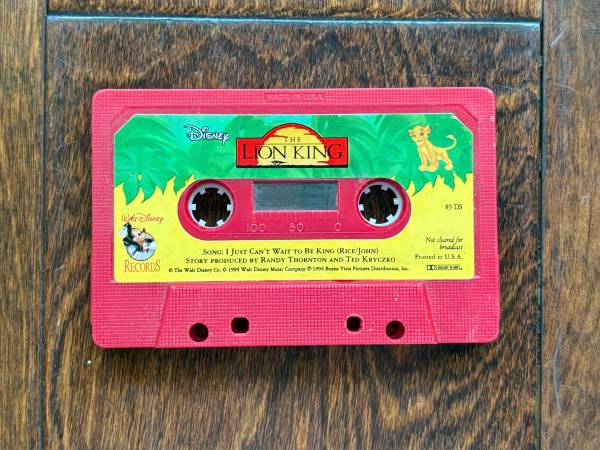 MADE IN U.S.A.
Disney
THE
LION KING
89 DS
100 50 0
Walt Disney
RECORDS
Not cleared for
broadcast
Printed in U.S.A.
SONG: I JUST CAN'T WAIT TO BE KING (RICE/JOHN)
STORY PRODUCED BY RANDY THORNTON AND TED KRYCZKO
© The Walt Disney Co. © 1994 Walt Disney Music Company ℗ 1994 Buena Vista Pictures Distribution, Inc.